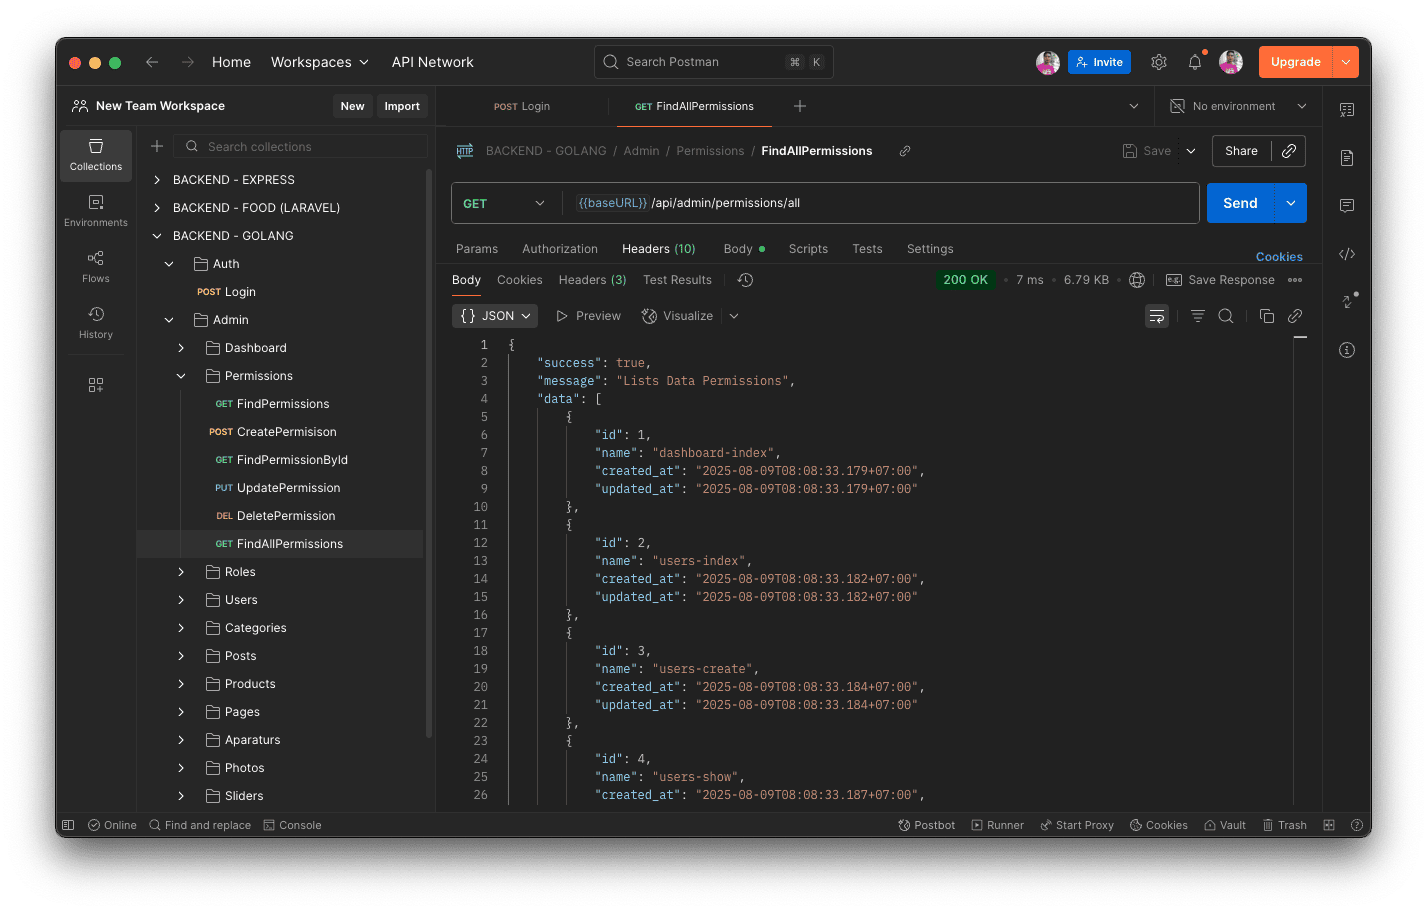 Home
Workspaces
API Network
Search Postman
⌘ K
Invite
Upgrade
New Team Workspace
New
Import
POST Login
GET FindAllPermissions
No environment
Collections
Environments
Flows
History
Search collections
BACKEND - EXPRESS
BACKEND - FOOD (LARAVEL)
BACKEND - GOLANG
Auth
POST Login
Admin
Dashboard
Permissions
GET FindPermissions
POST CreatePermisison
GET FindPermissionById
PUT UpdatePermission
DEL DeletePermission
GET FindAllPermissions
Roles
Users
Categories
Posts
Products
Pages
Aparaturs
Photos
Sliders
HTTP
BACKEND - GOLANG / Admin / Permissions / FindAllPermissions
Save
Share
GET
{{baseURL}} /api/admin/permissions/all
Send
Params
Authorization
Headers (10)
Body
Scripts
Tests
Settings
Cookies
Body
Cookies
Headers (3)
Test Results
200 OK
7 ms
6.79 KB
e.g.
Save Response
{} JSON
Preview
Visualize
1 {
2 "success": true,
3 "message": "Lists Data Permissions",
4 "data": [
5 {
6 "id": 1,
7 "name": "dashboard-index",
8 "created_at": "2025-08-09T08:08:33.179+07:00",
9 "updated_at": "2025-08-09T08:08:33.179+07:00"
10 },
11 {
12 "id": 2,
13 "name": "users-index",
14 "created_at": "2025-08-09T08:08:33.182+07:00",
15 "updated_at": "2025-08-09T08:08:33.182+07:00"
16 },
17 {
18 "id": 3,
19 "name": "users-create",
20 "created_at": "2025-08-09T08:08:33.184+07:00",
21 "updated_at": "2025-08-09T08:08:33.184+07:00"
22 },
23 {
24 "id": 4,
25 "name": "users-show",
26 "created_at": "2025-08-09T08:08:33.187+07:00",
Online
Find and replace
Console
Postbot
Runner
Start Proxy
Cookies
Vault
Trash